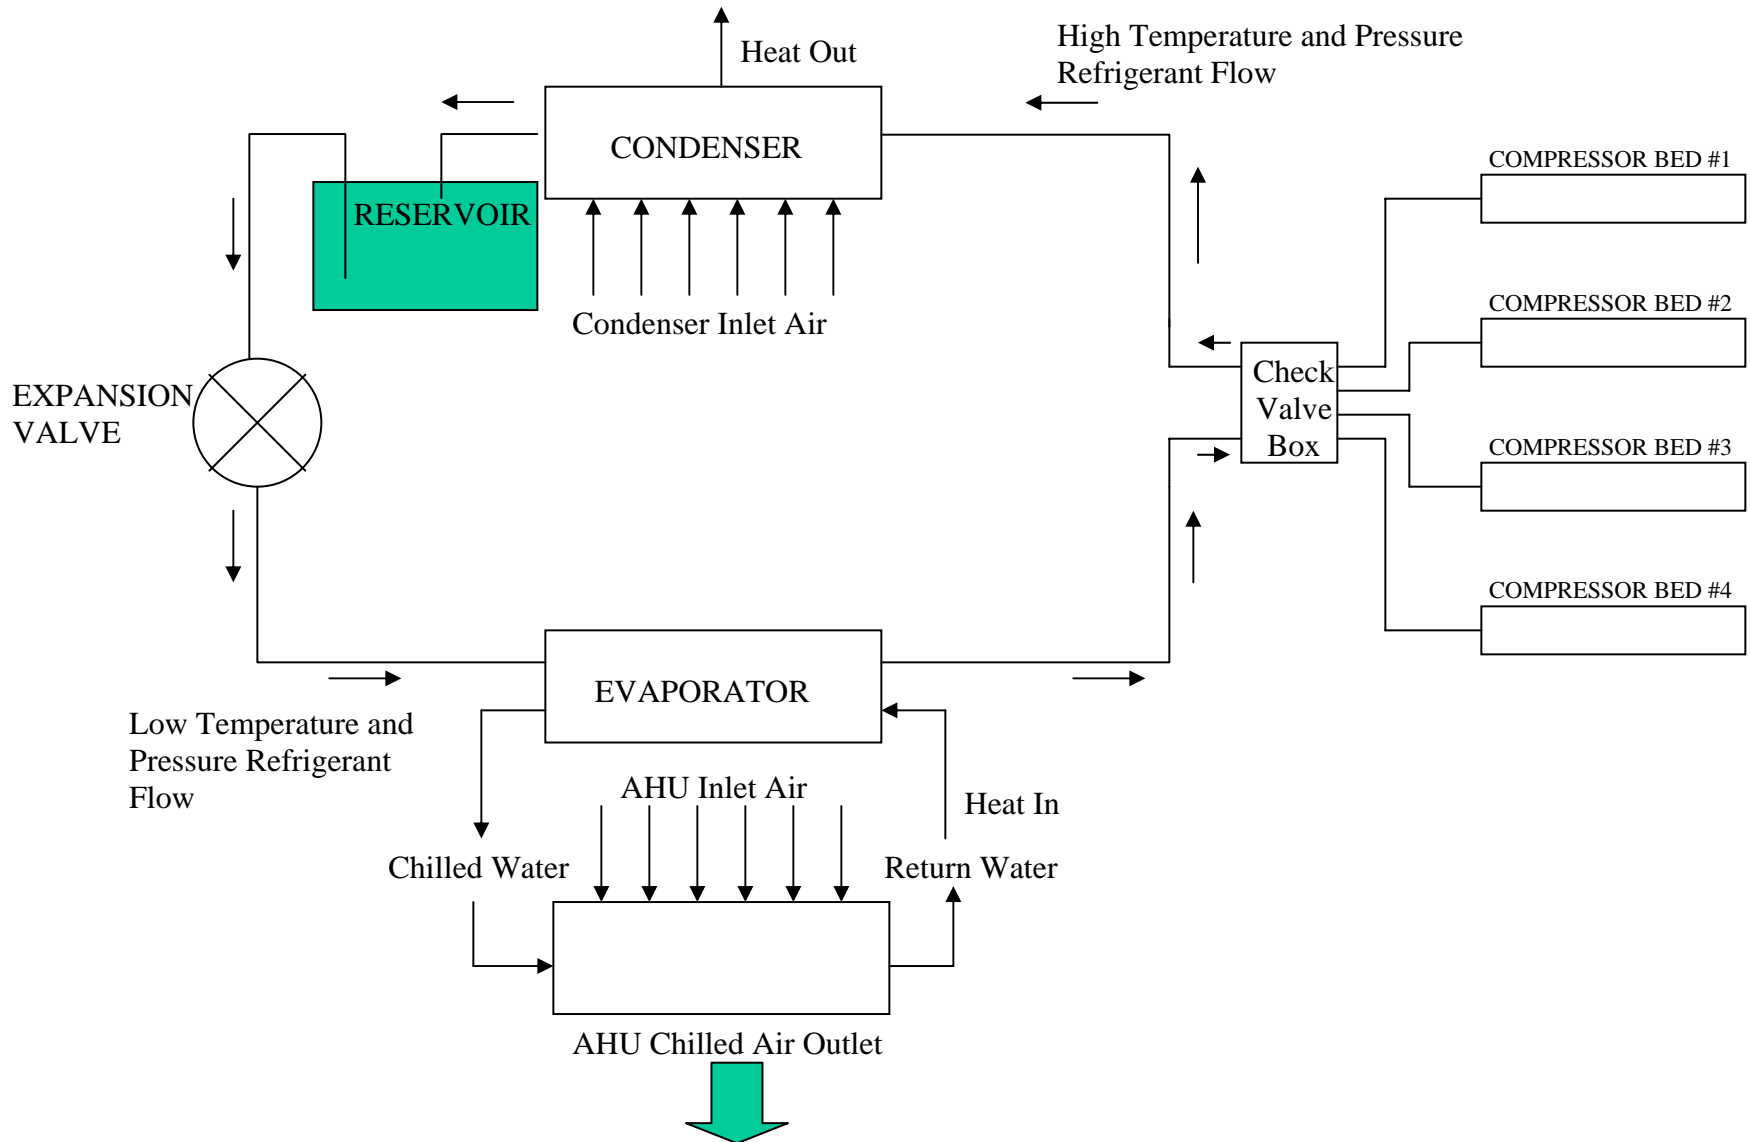 Heat Out
High Temperature and Pressure
Refrigerant Flow
CONDENSER
COMPRESSOR BED #1
RESERVOIR
Condenser Inlet Air
COMPRESSOR BED #2
EXPANSION
VALVE
Check
Valve
Box
COMPRESSOR BED #3
COMPRESSOR BED #4
EVAPORATOR
Low Temperature and
Pressure Refrigerant
Flow
AHU Inlet Air
Heat In
Chilled Water
Return Water
AHU Chilled Air Outlet